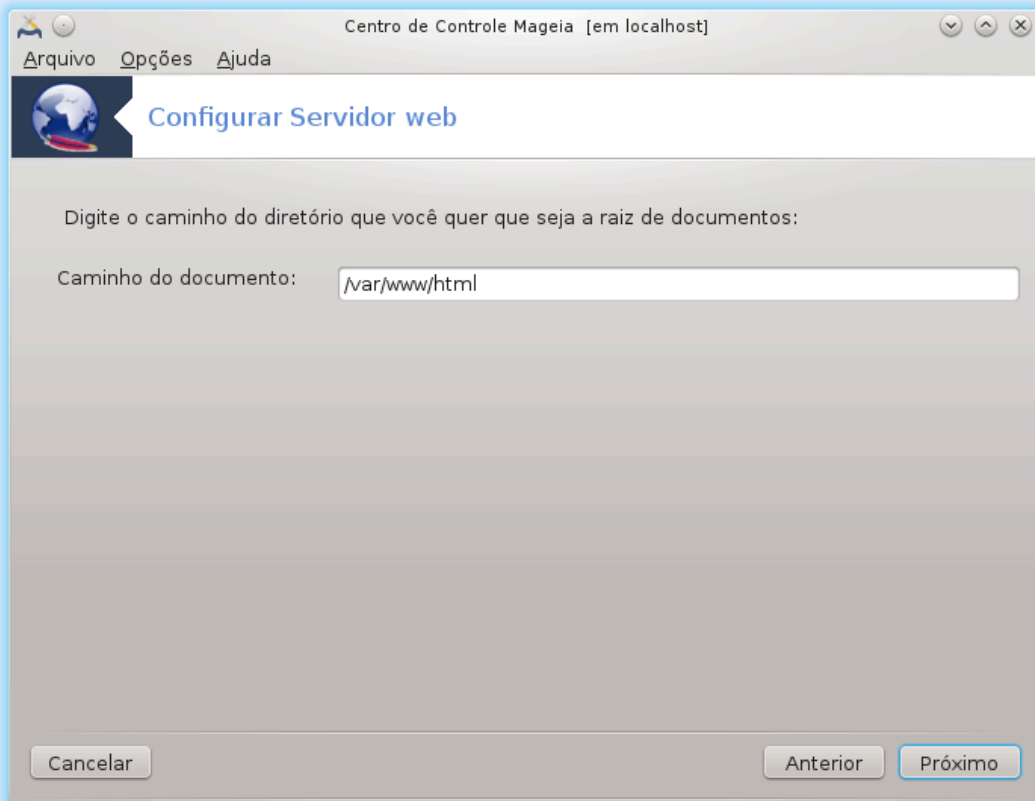 Centro de Controle Mageia [em localhost]
Arquivo Opções Ajuda
Configurar Servidor web
Digite o caminho do diretório que você quer que seja a raiz de documentos:
Caminho do documento: /var/www/html
Cancelar Anterior Próximo